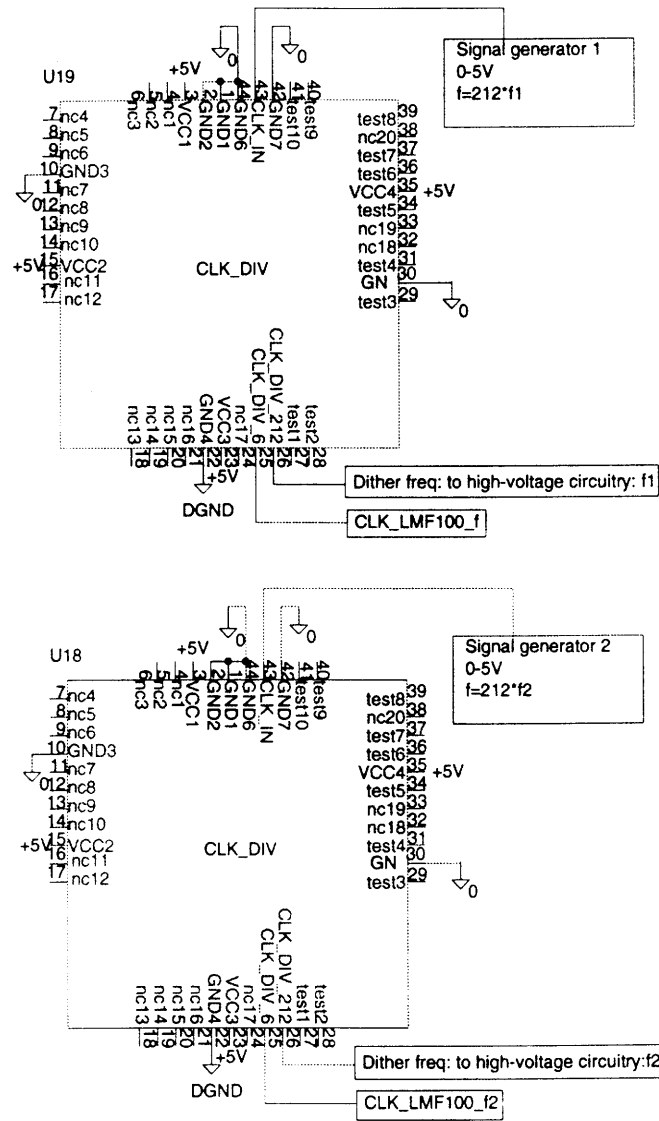 Signal generator 1
0-5V
f=212*f1
U19
+5V
0
0
6 nc3
5 nc2
4 nc1
3 VCC1
2 GND2
1 GND1
44 GND6
43 CLK_IN
42 GND7
41 test10
40 test9
7 nc4
8 nc5
9 nc6
10 GND3
11 nc7
0
12 nc8
13 nc9
14 nc10
+5V
15 VCC2
16 nc11
17 nc12
CLK_DIV
test8 39
nc20 38
test7 37
test6 36
VCC4 35 +5V
test5 34
nc19 33
nc18 32
test4 31
GN 30
0
test3 29
nc13 18
nc14 19
nc15 20
nc16 21
GND4 22
VCC3 23
nc17 24
CLK_DIV_6 25
CLK_DIV_212 26
test1 27
test2 28
+5V
DGND
Dither freq: to high-voltage circuitry: f1
CLK_LMF100_f
Signal generator 2
0-5V
f=212*f2
U18
+5V
0
0
6 nc3
5 nc2
4 nc1
3 VCC1
2 GND2
1 GND1
44 GND6
43 CLK_IN
42 GND7
41 test10
40 test9
7 nc4
8 nc5
9 nc6
10 GND3
11 nc7
0
12 nc8
13 nc9
14 nc10
+5V
15 VCC2
16 nc11
17 nc12
CLK_DIV
test8 39
nc20 38
test7 37
test6 36
VCC4 35 +5V
test5 34
nc19 33
nc18 32
test4 31
GN 30
0
test3 29
nc13 18
nc14 19
nc15 20
nc16 21
GND4 22
VCC3 23
nc17 24
CLK_DIV_6 25
CLK_DIV_212 26
test1 27
test2 28
+5V
DGND
Dither freq: to high-voltage circuitry:f2
CLK_LMF100_f2